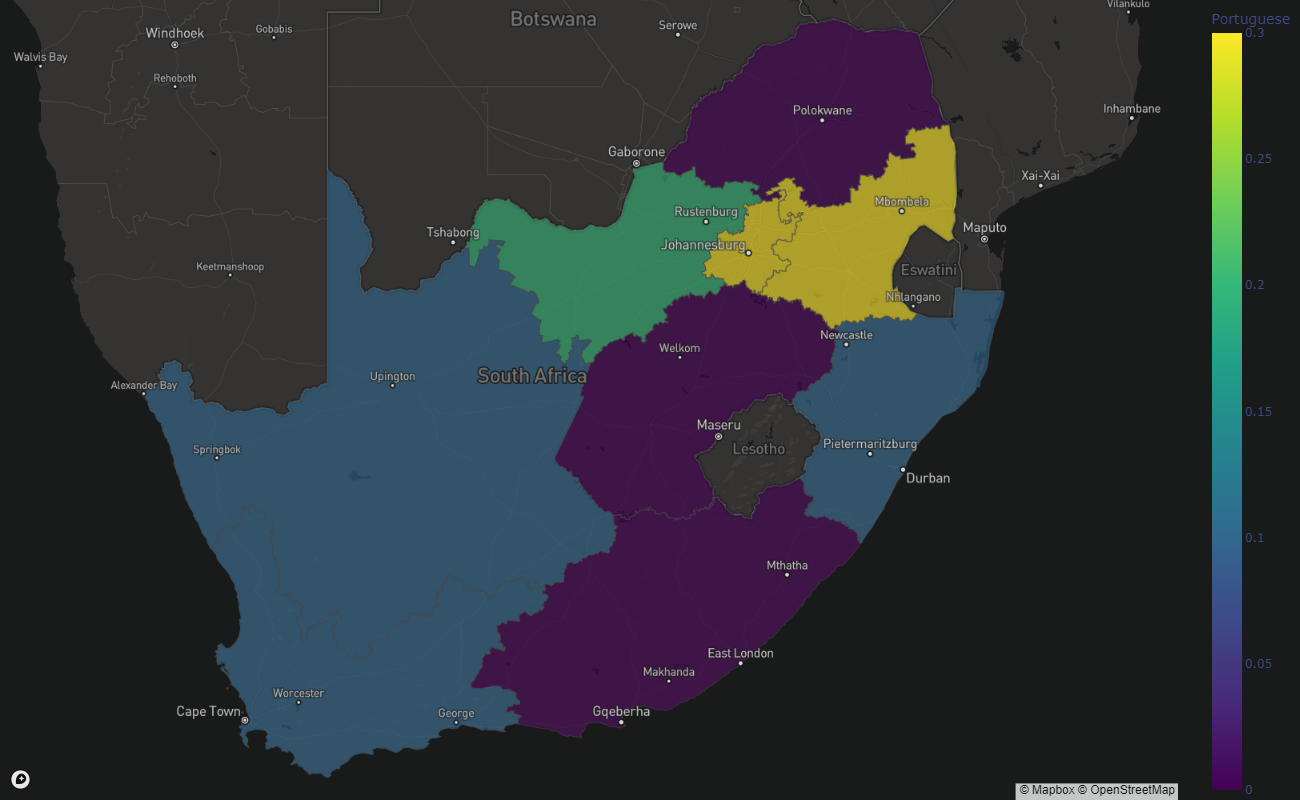 Botswana
Vilankulo
Serowe
Gobabis
Windhoek
Walvis Bay
Rehoboth
Polokwane
Inhambane
Gaborone
Xai-Xai
Mbombela
Rustenburg
Maputo
Tshabong
Johannesburg
Keetmanshoop
Eswatini
Nhlangano
Newcastle
Welkom
Upington
South Africa
Alexander Bay
Maseru
Pietermaritzburg
Springbok
Lesotho
Durban
Mthatha
East London
Makhanda
Worcester
Cape Town
George
Gqeberha
Portuguese
0.3
0.25
0.2
0.15
0.1
0.05
0
© Mapbox © OpenStreetMap